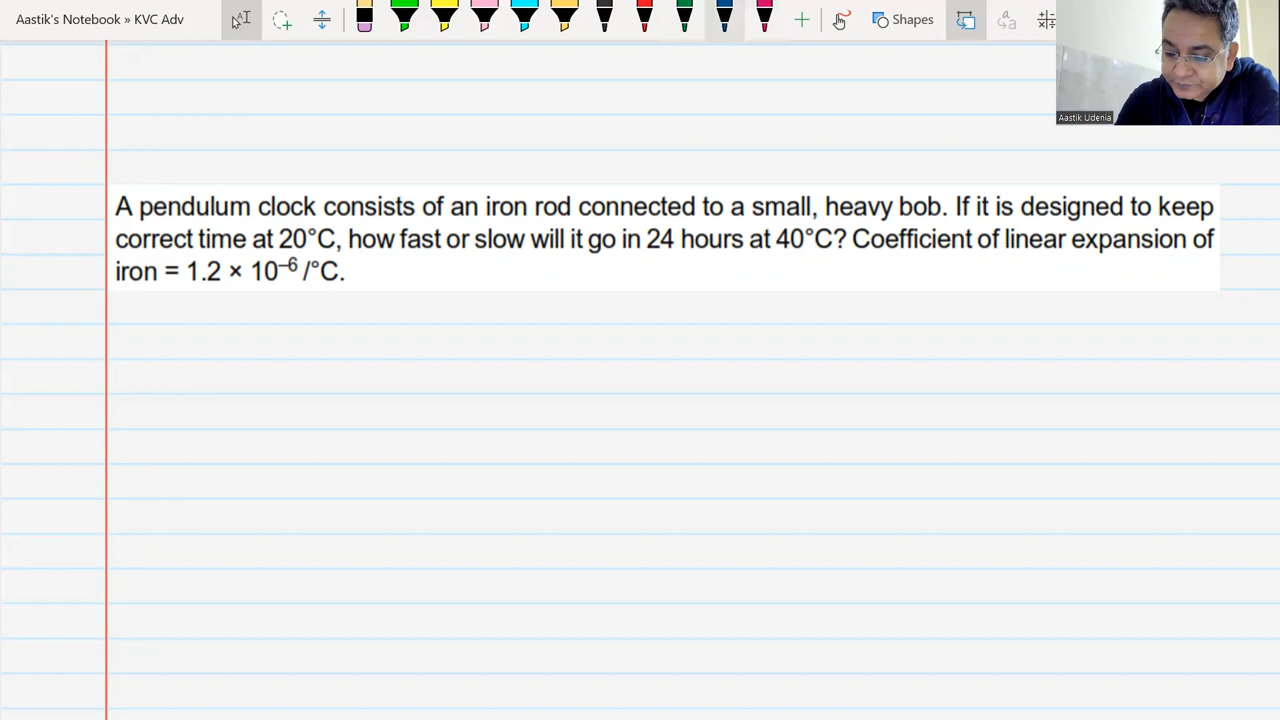 Aastik's Notebook » KVC Adv
Shapes
Aastik Udenia
A pendulum clock consists of an iron rod connected to a small, heavy bob. If it is designed to keep
correct time at 20°C, how fast or slow will it go in 24 hours at 40°C? Coefficient of linear expansion of
iron = 1.2 × 10⁻⁶ /°C.